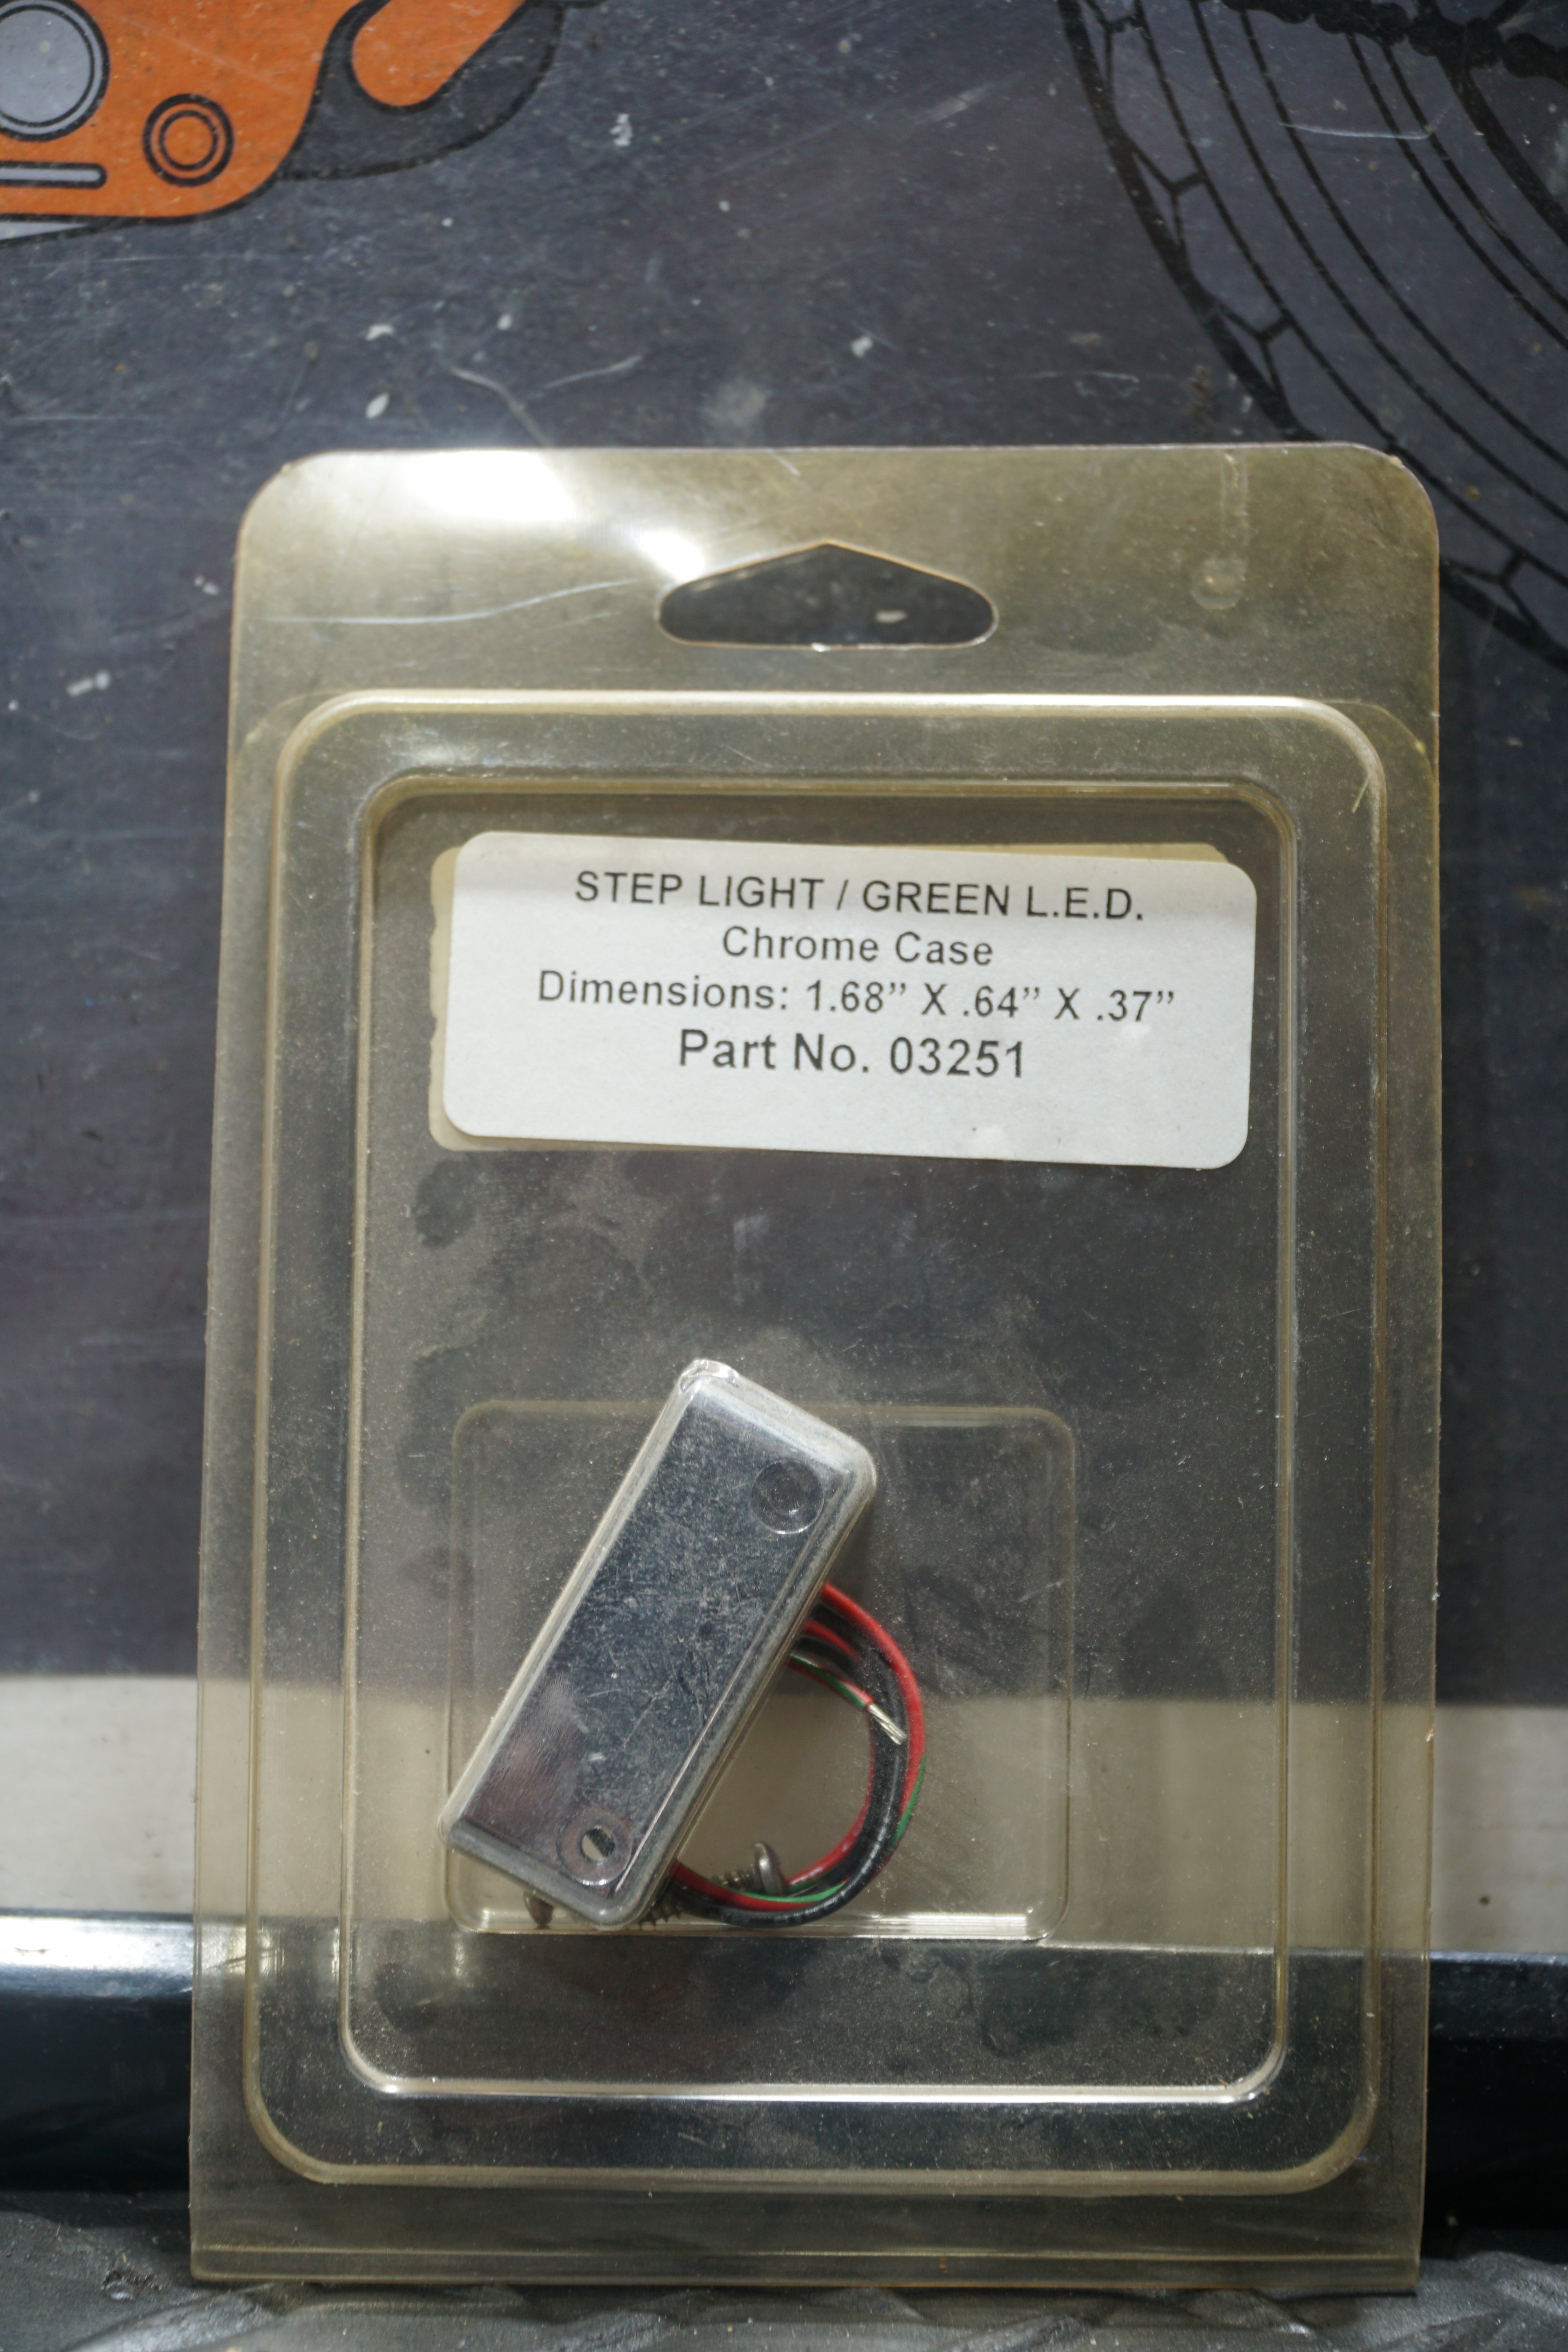 STEP LIGHT / GREEN L.E.D.
Chrome Case
Dimensions: 1.68” X .64” X .37”
Part No. 03251